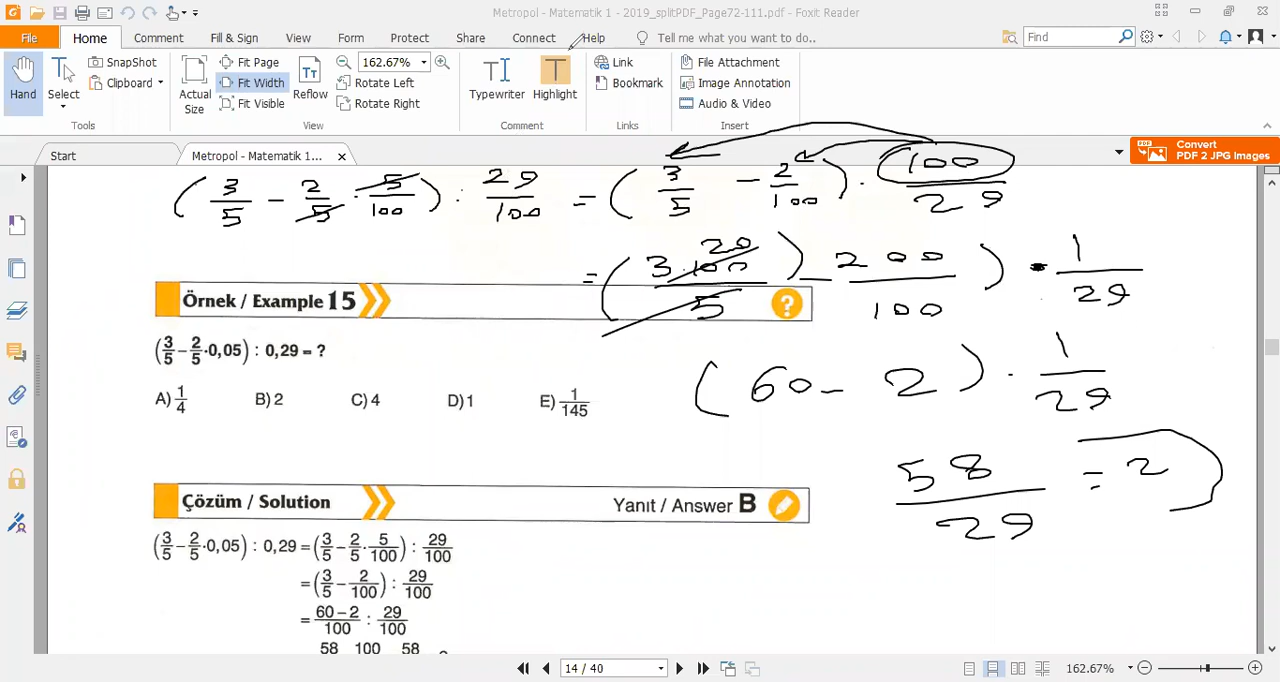 Metropol - Matematik 1 - 2019_splitPDF_Page72-111.pdf - Foxit Reader
File Home Comment Fill & Sign View Form Protect Share Connect Help Tell me what you want to do.. Find
Hand Select SnapShot Clipboard Actual Size Fit Page Fit Width Fit Visible Reflow 162.67% Rotate Left Rotate Right Typewriter Highlight Link Bookmark File Attachment Image Annotation Audio & Video
Tools View Comment Links Insert
Start Metropol - Matematik 1... Convert PDF 2 JPG Images
(3/5 - 2/5 · 5/100) : 29/100 = (3/5 - 2/100) · 100/29
= (3·100/5) 20 - 200/100) · 1/29
Örnek / Example 15 ?
(3/5 - 2/5 · 0,05) : 0,29 = ?
(60 - 2) · 1/29
A) 1/4 B) 2 C) 4 D) 1 E) 1/145
58/29 = 2
Çözüm / Solution Yanıt / Answer B
(3/5 - 2/5 · 0,05) : 0,29 = (3/5 - 2/5 · 5/100) : 29/100
= (3/5 - 2/100) : 29/100
= 60-2/100 : 29/100
58 100 58
14 / 40 162.67%